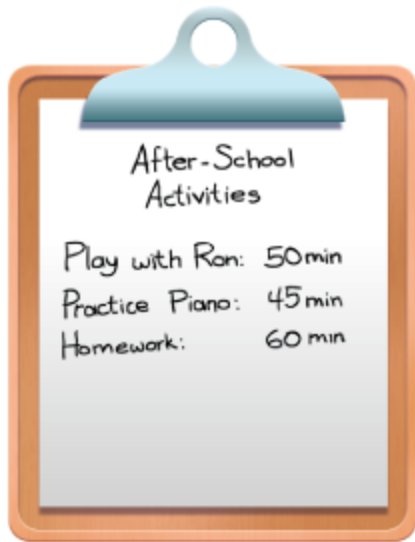 After-School
Activities
Play with Ron: 50 min
Practice Piano: 45 min
Homework: 60 min